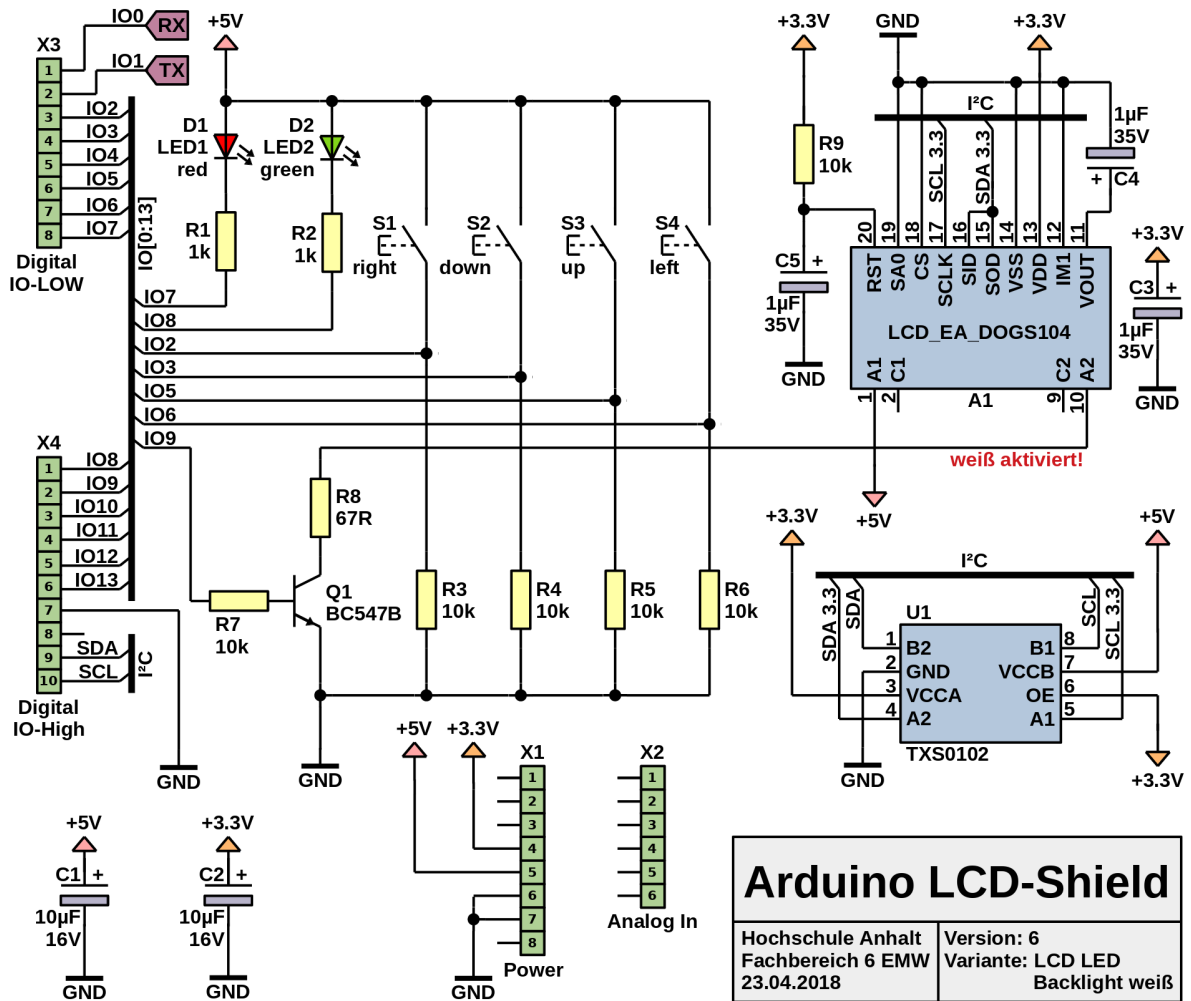 X3
IO0
RX
IO1
TX
1
2
3
4
5
6
7
8
IO2
IO3
IO4
IO5
IO6
IO7
Digital
IO-LOW
IO[0:13]
+5V
D1
LED1
red
D2
LED2
green
R1
1k
R2
1k
S1
right
S2
down
S3
up
S4
left
IO7
IO8
IO2
IO3
IO5
IO6
IO9
+3.3V
GND
+3.3V
I²C
SCL 3.3
SDA 3.3
R9
10k
1µF
35V
+ C4
20
19
18
17
16
15
14
13
12
11
RST
SA0
CS
SCLK
SID
SOD
VSS
VDD
IM1
VOUT
LCD_EA_DOGS104
A1
C1
C2
A2
1
2
9
10
A1
C5 +
1µF
35V
GND
+3.3V
C3 +
1µF
35V
GND
weiß aktiviert!
+5V
X4
1
2
3
4
5
6
7
8
9
10
IO8
IO9
IO10
IO11
IO12
IO13
SDA
SCL
I²C
Digital
IO-High
GND
R8
67R
Q1
BC547B
R7
10k
R3
10k
R4
10k
R5
10k
R6
10k
GND
+3.3V
+5V
I²C
SDA 3.3
SDA
SCL
SCL 3.3
U1
1
2
3
4
B2
GND
VCCA
A2
B1
VCCB
OE
A1
8
7
6
5
TXS0102
GND
+3.3V
+5V
+3.3V
X1
1
2
3
4
5
6
7
8
Power
GND
X2
1
2
3
4
5
6
Analog In
+5V
C1 +
10µF
16V
GND
+3.3V
C2 +
10µF
16V
GND
Arduino LCD-Shield
Hochschule Anhalt
Fachbereich 6 EMW
23.04.2018
Version: 6
Variante: LCD LED
Backlight weiß